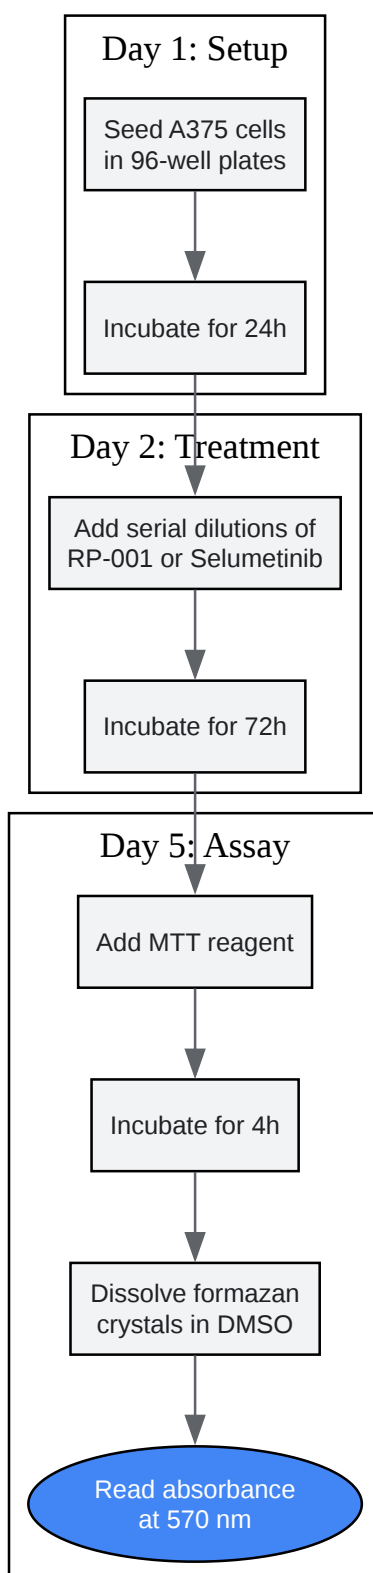 Day 1: Setup
Seed A375 cells
in 96-well plates
Incubate for 24h
Day 2: Treatment
Add serial dilutions of
RP-001 or Selumetinib
Incubate for 72h
Day 5: Assay
Add MTT reagent
Incubate for 4h
Dissolve formazan
crystals in DMSO
Read absorbance
at 570 nm